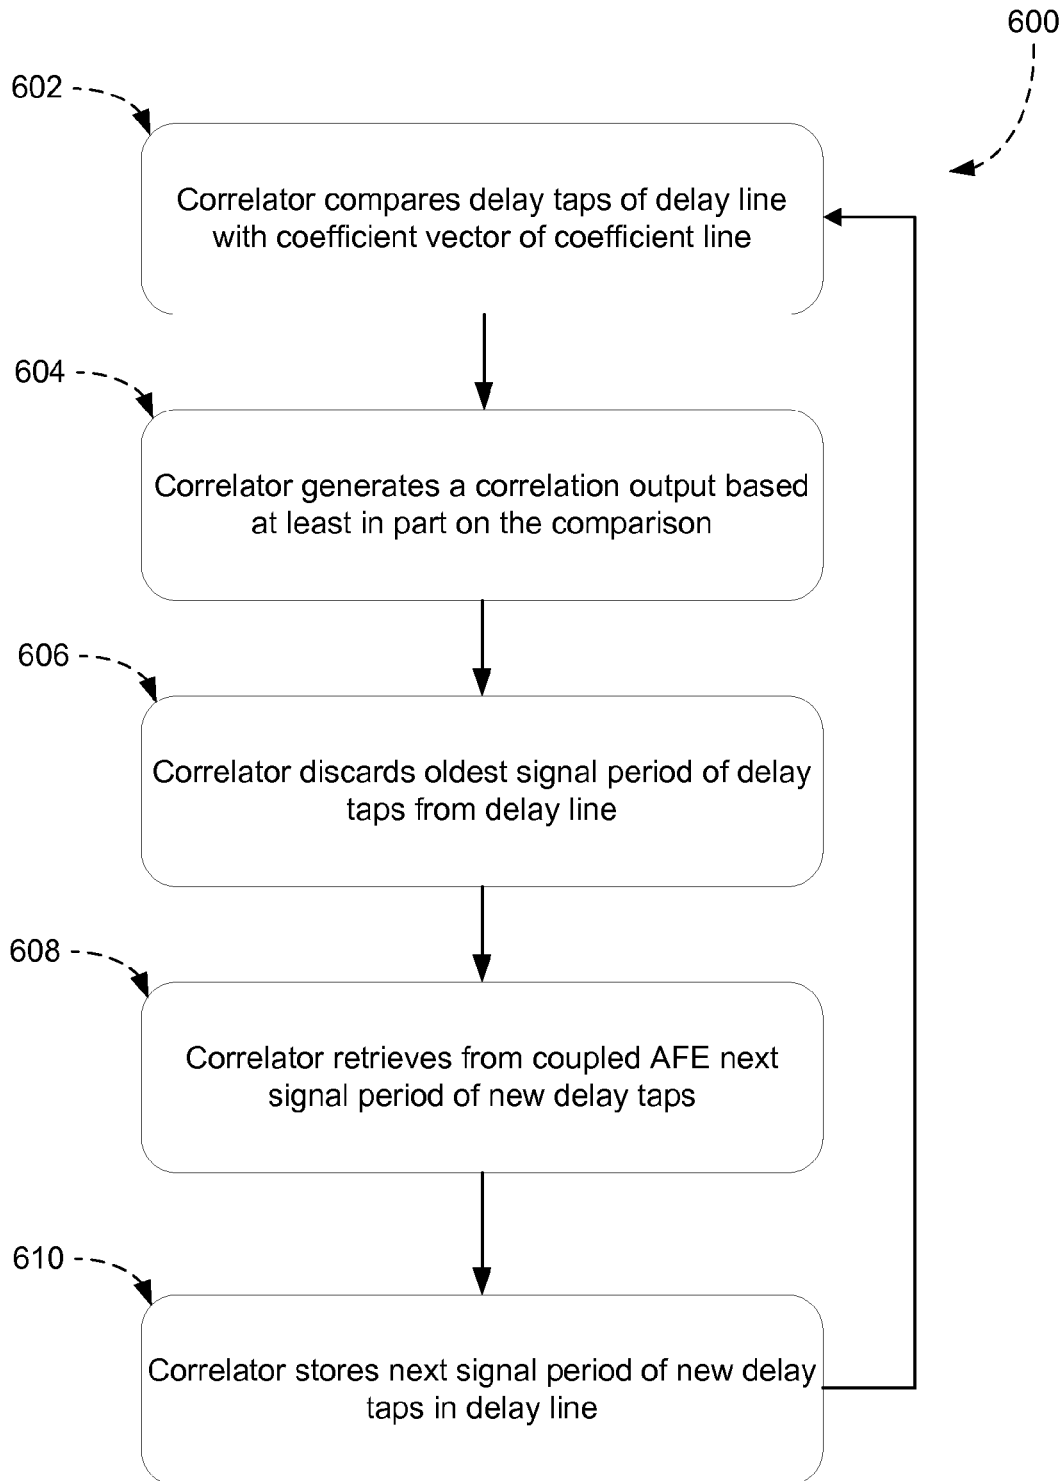 600
602
Correlator compares delay taps of delay line
with coefficient vector of coefficient line
604
Correlator generates a correlation output based
at least in part on the comparison
606
Correlator discards oldest signal period of delay
taps from delay line
608
Correlator retrieves from coupled AFE next
signal period of new delay taps
610
Correlator stores next signal period of new delay
taps in delay line